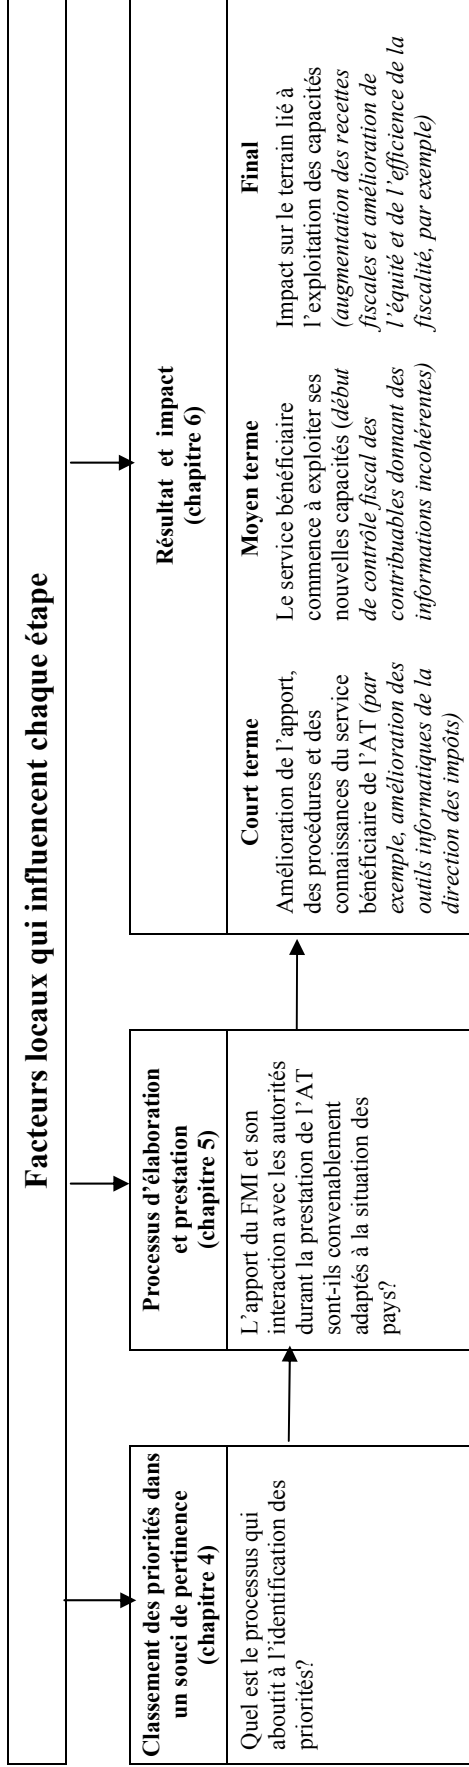 Facteurs locaux qui influencent chaque étape
Classement des priorités dans
un souci de pertinence
(chapitre 4)
Quel est le processus qui
aboutit à l’identification des
priorités?
Processus d’élaboration
et prestation
(chapitre 5)
L’apport du FMI et son
interaction avec les autorités
durant la prestation de l’AT
sont-ils convenablement
adaptés à la situation des
pays?
Résultat et impact
(chapitre 6)
Court terme
Amélioration de l’apport,
des procédures et des
connaissances du service
bénéficiaire de l’AT (par
exemple, amélioration des
outils informatiques de la
direction des impôts)
Moyen terme
Le service bénéficiaire
commence à exploiter ses
nouvelles capacités (début
de contrôle fiscal des
contribuables donnant des
informations incohérentes)
Final
Impact sur le terrain lié à
l’exploitation des capacités
(augmentation des recettes
fiscales et amélioration de
l’équité et de l’efficience de la
fiscalité, par exemple)